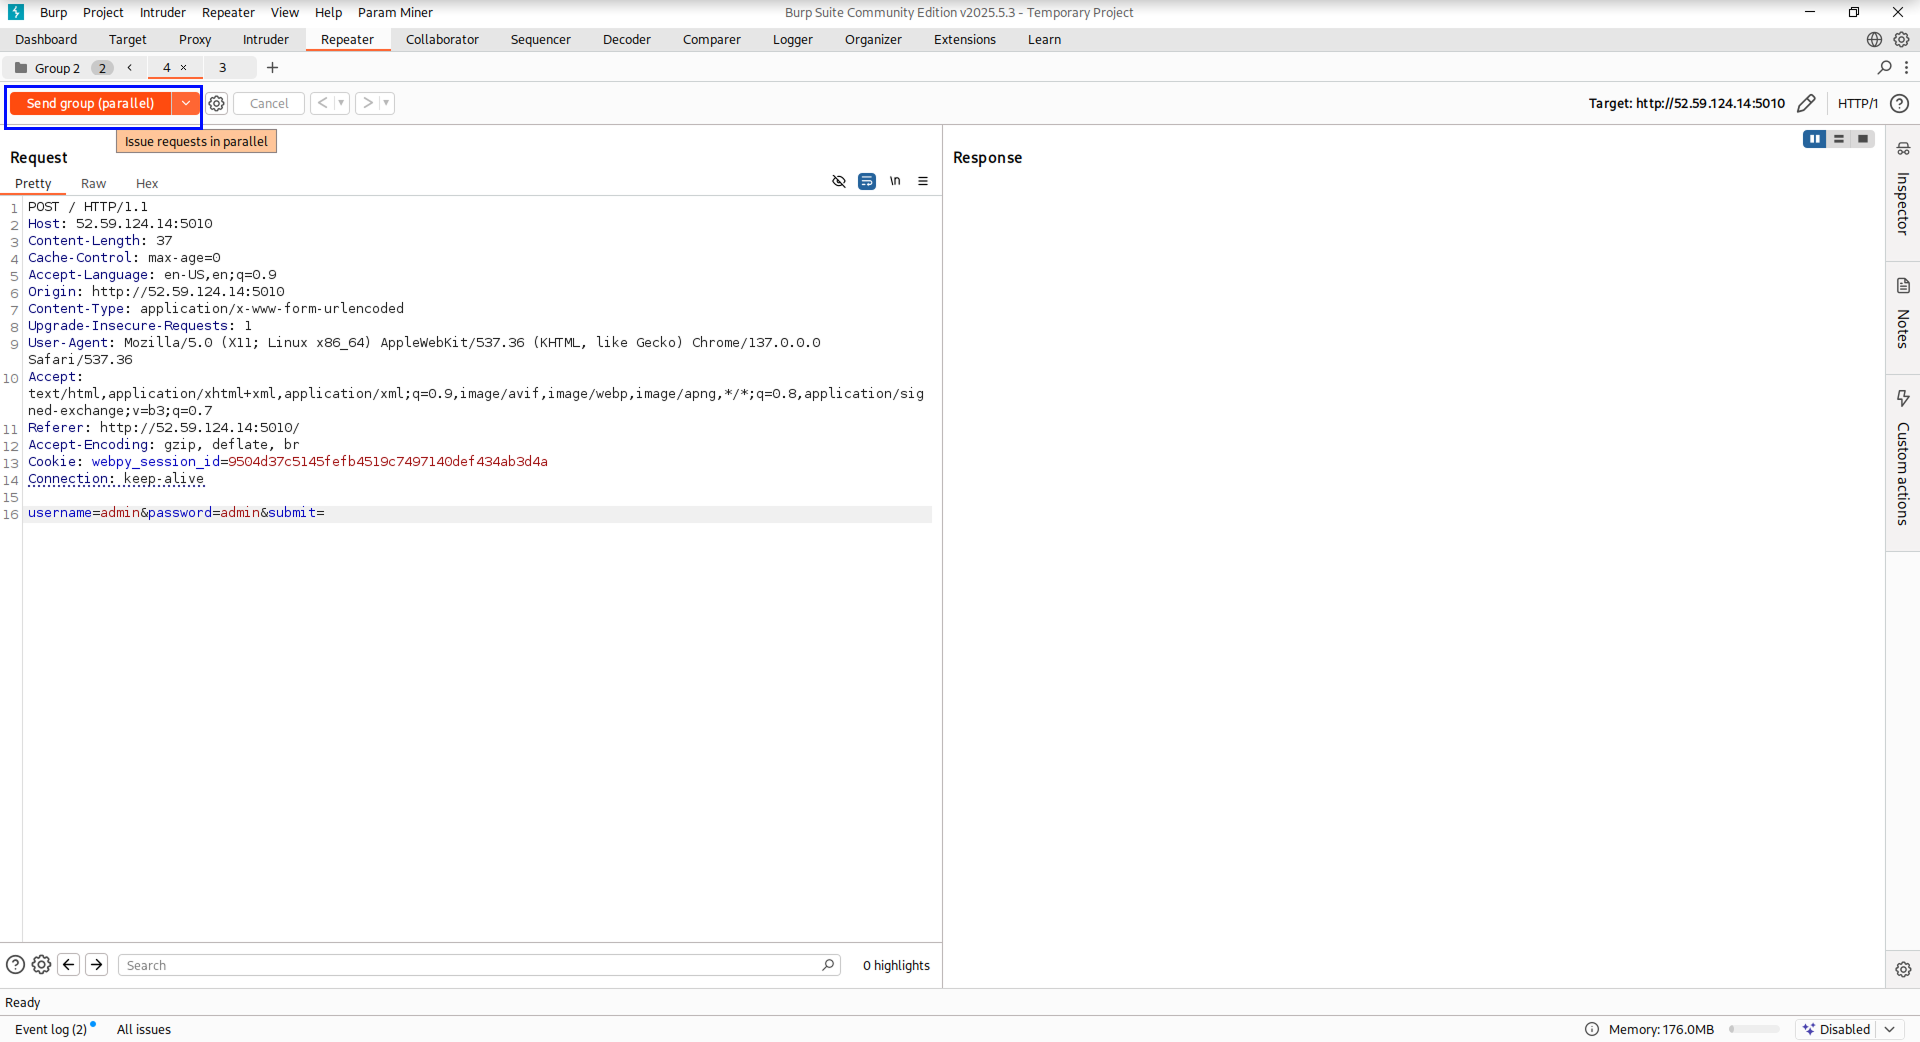 Burp Project Intruder Repeater View Help Param Miner
Burp Suite Community Edition v2025.5.3 - Temporary Project
Dashboard Target Proxy Intruder Repeater Collaborator Sequencer Decoder Comparer Logger Organizer Extensions Learn
Group 2 2 4 × 3 +
Send group (parallel) Cancel < > Target: http://52.59.124.14:5010 HTTP/1
Issue requests in parallel
Request
Pretty Raw Hex \n
1 POST / HTTP/1.1
2 Host: 52.59.124.14:5010
3 Content-Length: 37
4 Cache-Control: max-age=0
5 Accept-Language: en-US,en;q=0.9
6 Origin: http://52.59.124.14:5010
7 Content-Type: application/x-www-form-urlencoded
8 Upgrade-Insecure-Requests: 1
9 User-Agent: Mozilla/5.0 (X11; Linux x86_64) AppleWebKit/537.36 (KHTML, like Gecko) Chrome/137.0.0.0
Safari/537.36
10 Accept:
text/html,application/xhtml+xml,application/xml;q=0.9,image/avif,image/webp,image/apng,*/*;q=0.8,application/sig
ned-exchange;v=b3;q=0.7
11 Referer: http://52.59.124.14:5010/
12 Accept-Encoding: gzip, deflate, br
13 Cookie: webpy_session_id=9504d37c5145fefb4519c7497140def434ab3d4a
14 Connection: keep-alive
15
16 username=admin&password=admin&submit=
Search
0 highlights
Response
Inspector
Notes
Custom actions
Ready
Event log (2) All issues
Memory: 176.0MB
Disabled